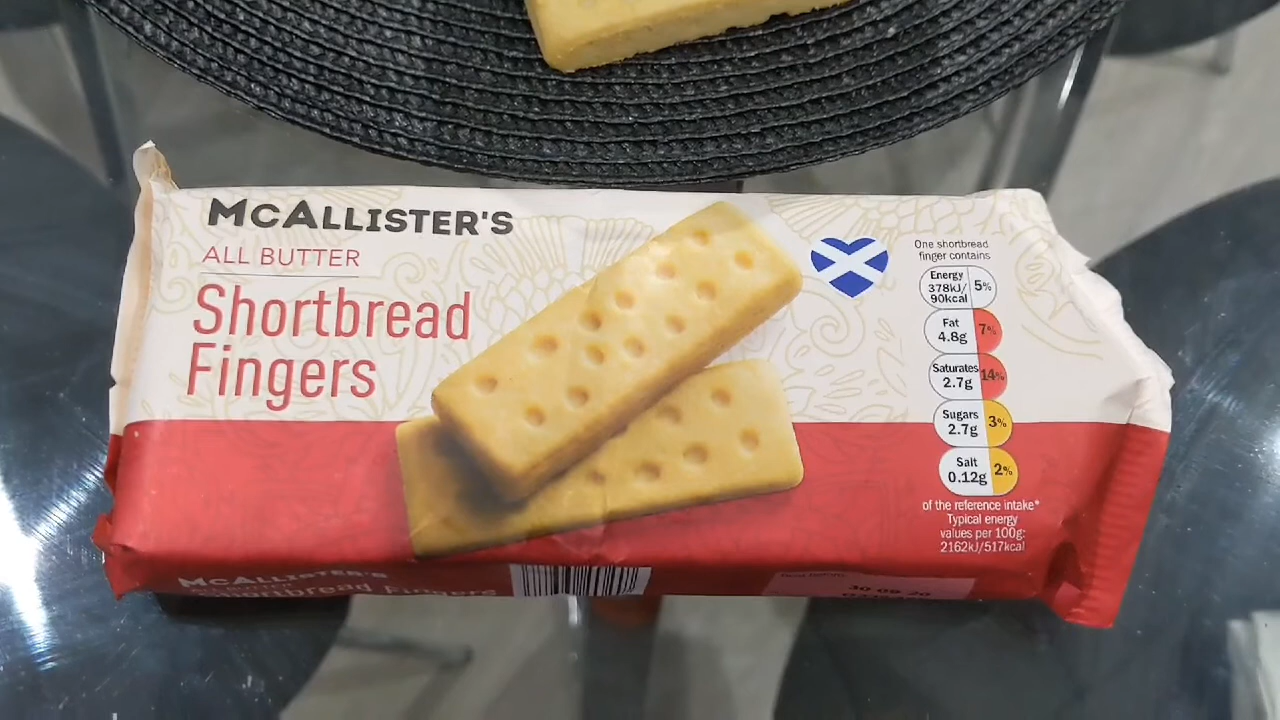 McALLISTER'S
ALL BUTTER
Shortbread
Fingers
One shortbread
finger contains
Energy
378kJ/
90kcal
5%
Fat
4.8g
7%
Saturates
2.7g
14%
Sugars
2.7g
3%
Salt
0.12g
2%
of the reference intake*
Typical energy
values per 100g:
2162kJ/517kcal
McALLISTER'S
Shortbread Fingers